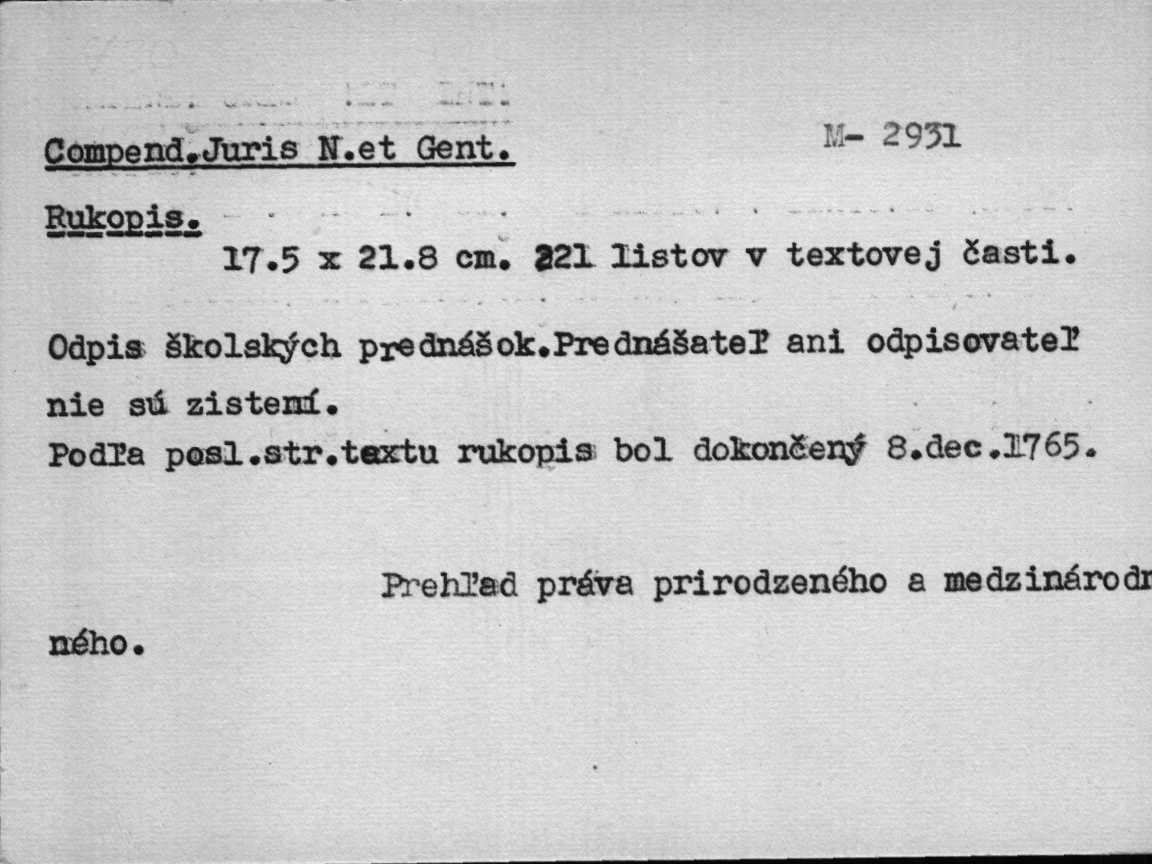 Compend.Juris N.et Gent. M- 2931
Rukopis.
17.5 x 21.8 cm. 221 listov v textovej časti.
Odpis školských prednášok.Prednášateľ ani odpisovateľ
nie sú zistení.
Podľa posl.str.textu rukopis bol dokončený 8.dec.1765.
Prehľad práva prirodzeného a medzinárodn
ného.